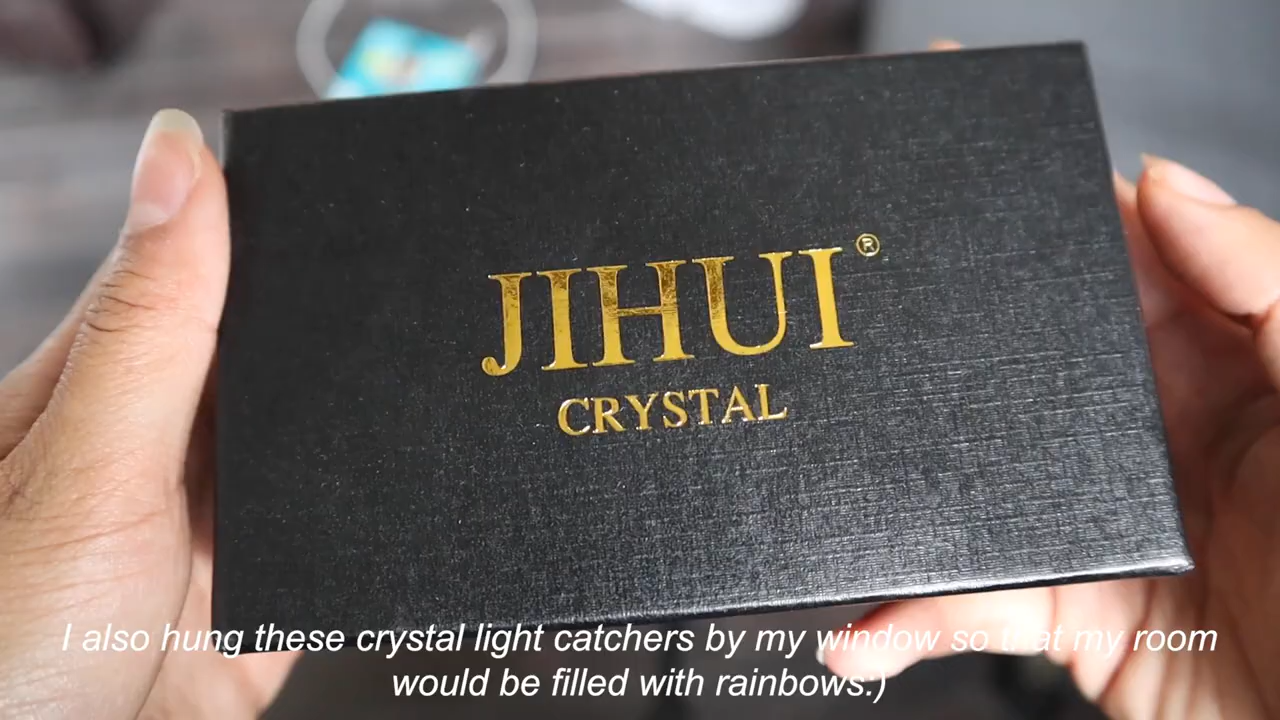 JIHUI®
CRYSTAL
I also hung these crystal light catchers by my window so that my room
would be filled with rainbows:)